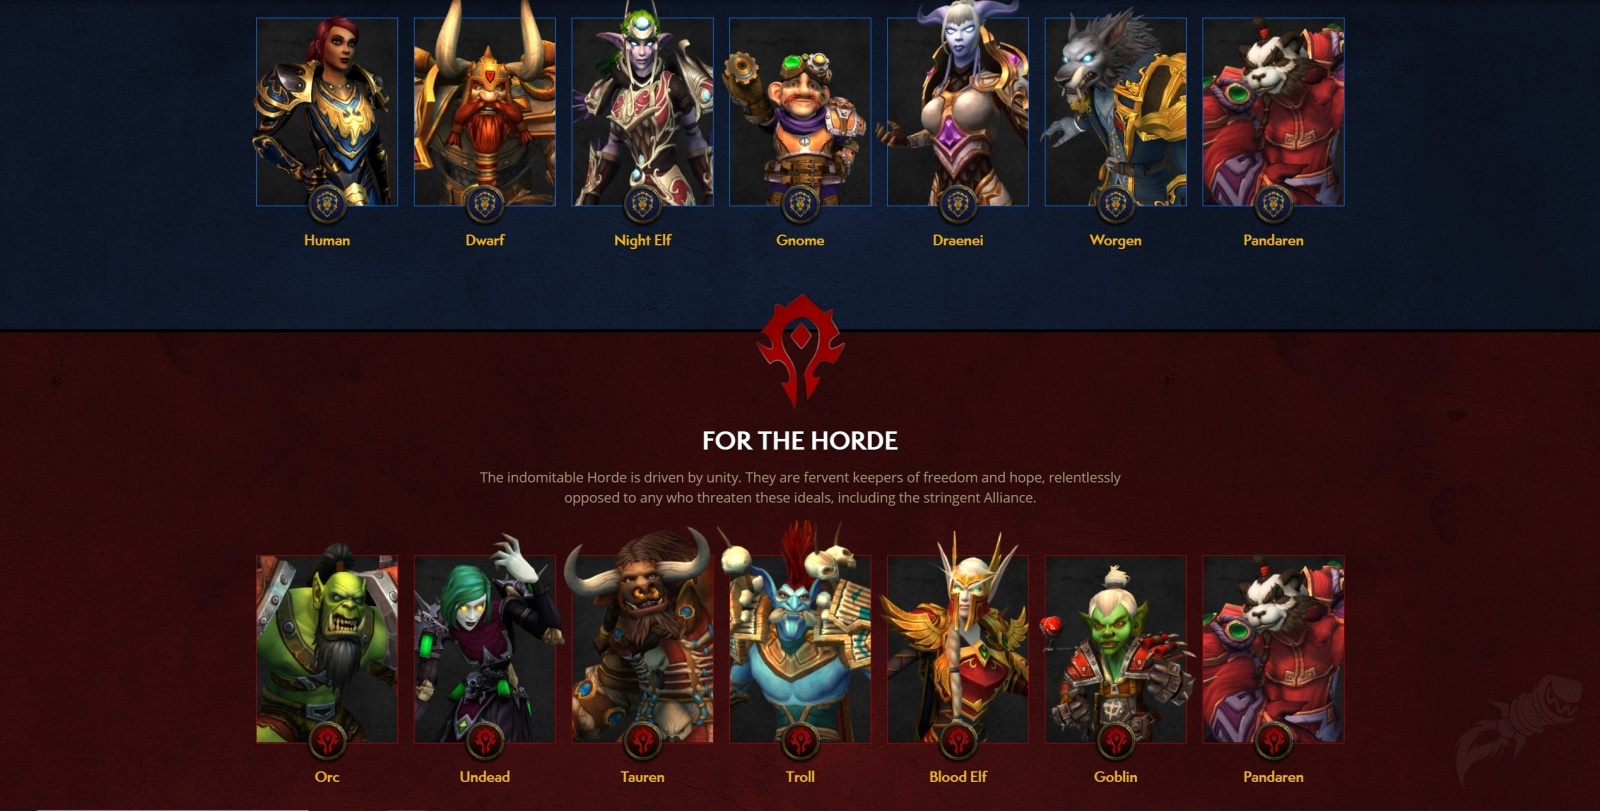 Human
Dwarf
Night Elf
Gnome
Draenei
Worgen
Pandaren
FOR THE HORDE
The indomitable Horde is driven by unity. They are fervent keepers of freedom and hope, relentlessly
opposed to any who threaten these ideals, including the stringent Alliance.
Orc
Undead
Tauren
Troll
Blood Elf
Goblin
Pandaren